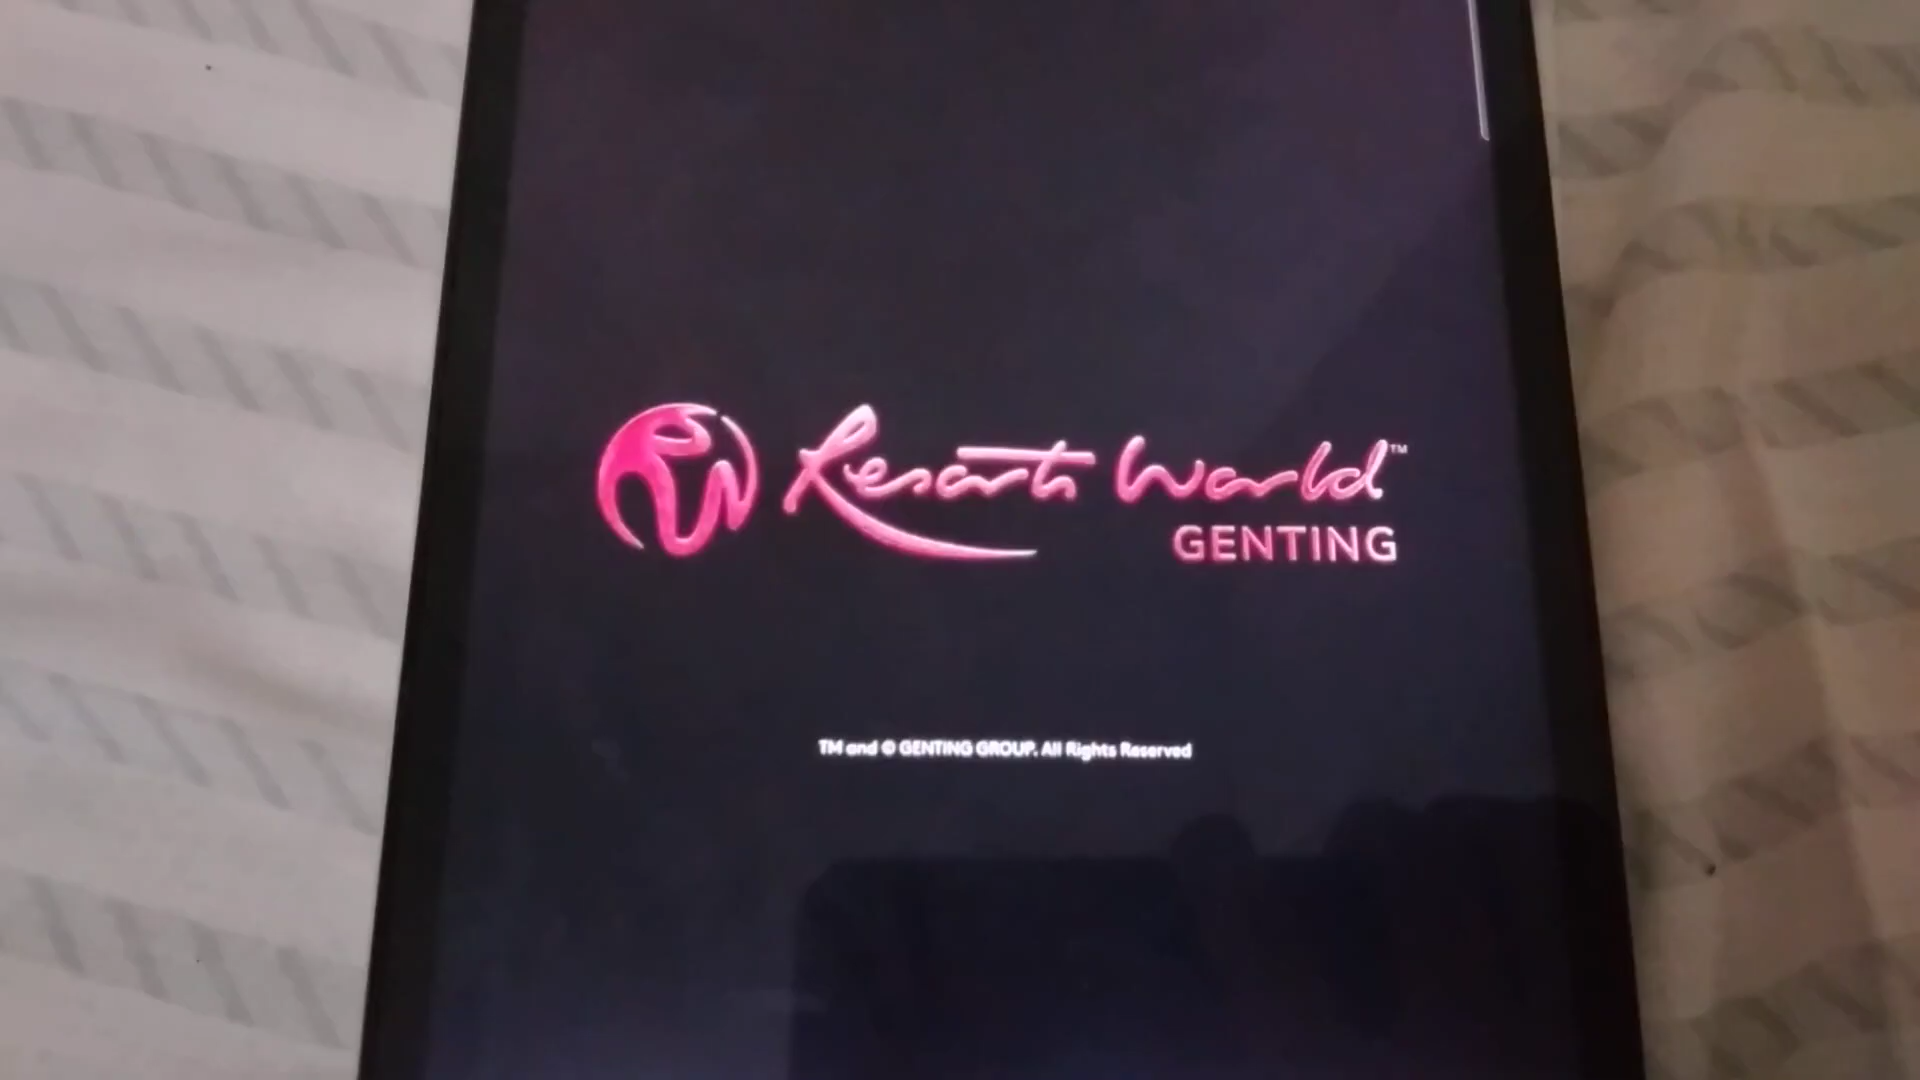 Resorts World™
GENTING
TM and © GENTING GROUP. All Rights Reserved